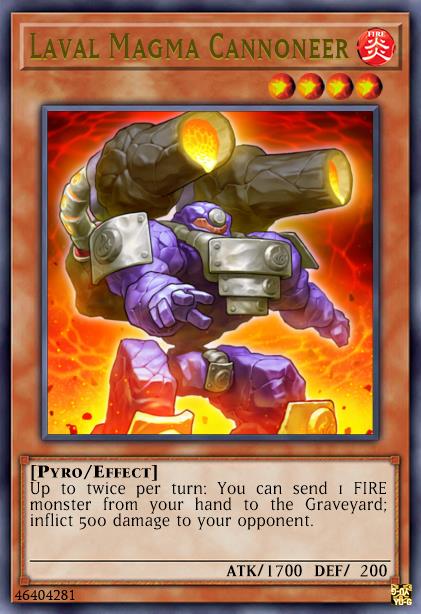 Laval Magma Cannoneer
FIRE
炎
[Pyro/Effect]
Up to twice per turn: You can send 1 FIRE
monster from your hand to the Graveyard;
inflict 500 damage to your opponent.
ATK/1700 DEF/ 200
46404281